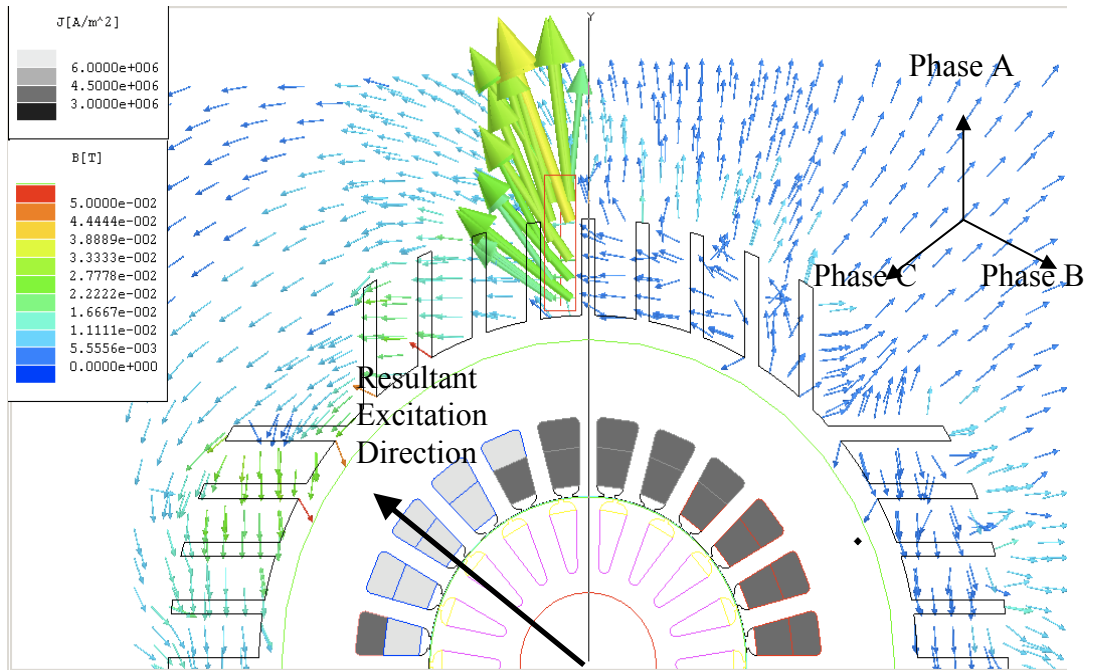 J[A/m^2]
6.0000e+006
4.5000e+006
3.0000e+006
B[T]
5.0000e-002
4.4444e-002
3.8889e-002
3.3333e-002
2.7778e-002
2.2222e-002
1.6667e-002
1.1111e-002
5.5556e-003
0.0000e+000
Y
Phase A
Phase C
Phase B
Resultant
Excitation
Direction